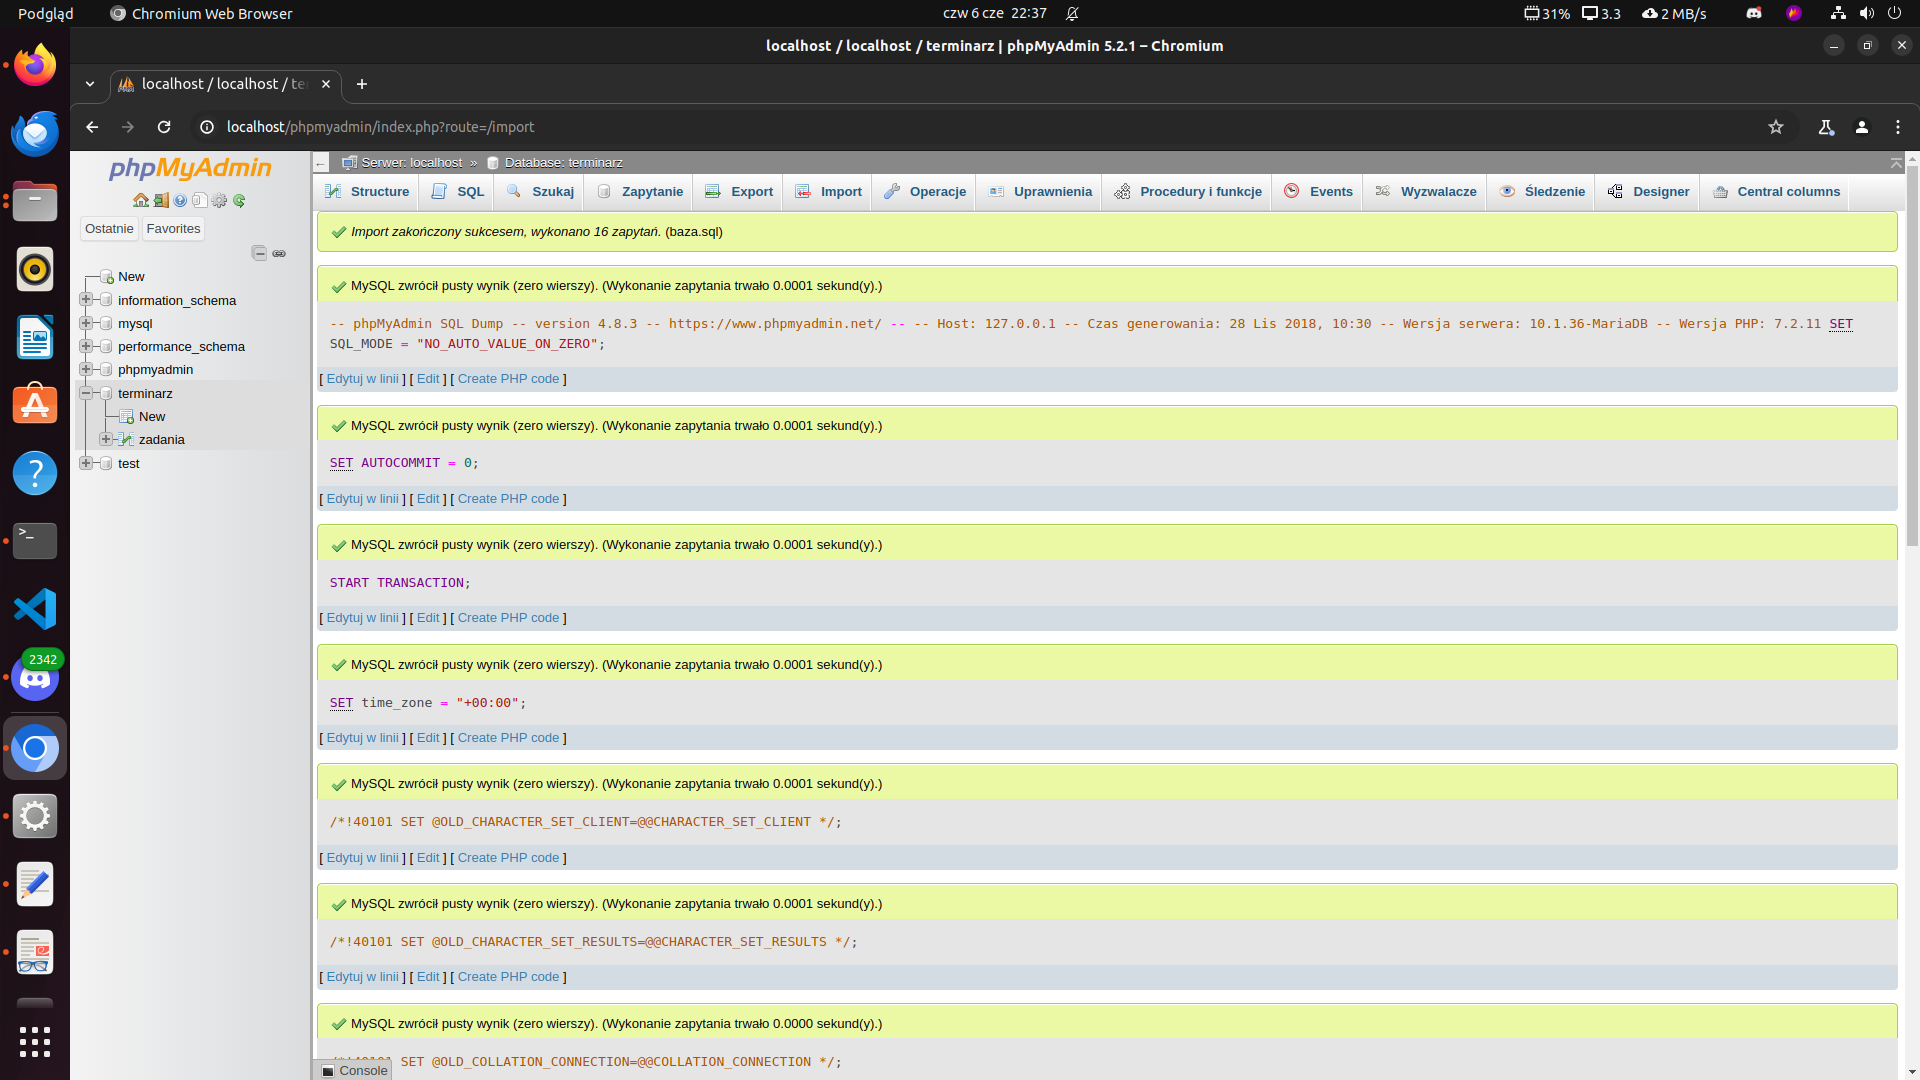 Podgląd
Chromium Web Browser
czw 6 cze 22:37
31%
3.3
2 MB/s
localhost / localhost / terminarz | phpMyAdmin 5.2.1 – Chromium
localhost / localhost / te
localhost/phpmyadmin/index.php?route=/import
phpMyAdmin
Ostatnie
Favorites
New
information_schema
mysql
performance_schema
phpmyadmin
terminarz
New
zadania
test
2342
Serwer: localhost » Database: terminarz
Structure
SQL
Szukaj
Zapytanie
Export
Import
Operacje
Uprawnienia
Procedury i funkcje
Events
Wyzwalacze
Śledzenie
Designer
Central columns
Import zakończony sukcesem, wykonano 16 zapytań. (baza.sql)
MySQL zwrócił pusty wynik (zero wierszy). (Wykonanie zapytania trwało 0.0001 sekund(y).)
-- phpMyAdmin SQL Dump -- version 4.8.3 -- https://www.phpmyadmin.net/ -- -- Host: 127.0.0.1 -- Czas generowania: 28 Lis 2018, 10:30 -- Wersja serwera: 10.1.36-MariaDB -- Wersja PHP: 7.2.11 SET
SQL_MODE = "NO_AUTO_VALUE_ON_ZERO";
[ Edytuj w linii ] [ Edit ] [ Create PHP code ]
MySQL zwrócił pusty wynik (zero wierszy). (Wykonanie zapytania trwało 0.0001 sekund(y).)
SET AUTOCOMMIT = 0;
[ Edytuj w linii ] [ Edit ] [ Create PHP code ]
MySQL zwrócił pusty wynik (zero wierszy). (Wykonanie zapytania trwało 0.0001 sekund(y).)
START TRANSACTION;
[ Edytuj w linii ] [ Edit ] [ Create PHP code ]
MySQL zwrócił pusty wynik (zero wierszy). (Wykonanie zapytania trwało 0.0001 sekund(y).)
SET time_zone = "+00:00";
[ Edytuj w linii ] [ Edit ] [ Create PHP code ]
MySQL zwrócił pusty wynik (zero wierszy). (Wykonanie zapytania trwało 0.0001 sekund(y).)
/*!40101 SET @OLD_CHARACTER_SET_CLIENT=@@CHARACTER_SET_CLIENT */;
[ Edytuj w linii ] [ Edit ] [ Create PHP code ]
MySQL zwrócił pusty wynik (zero wierszy). (Wykonanie zapytania trwało 0.0001 sekund(y).)
/*!40101 SET @OLD_CHARACTER_SET_RESULTS=@@CHARACTER_SET_RESULTS */;
[ Edytuj w linii ] [ Edit ] [ Create PHP code ]
MySQL zwrócił pusty wynik (zero wierszy). (Wykonanie zapytania trwało 0.0000 sekund(y).)
/*!40101 SET @OLD_COLLATION_CONNECTION=@@COLLATION_CONNECTION */;
Console